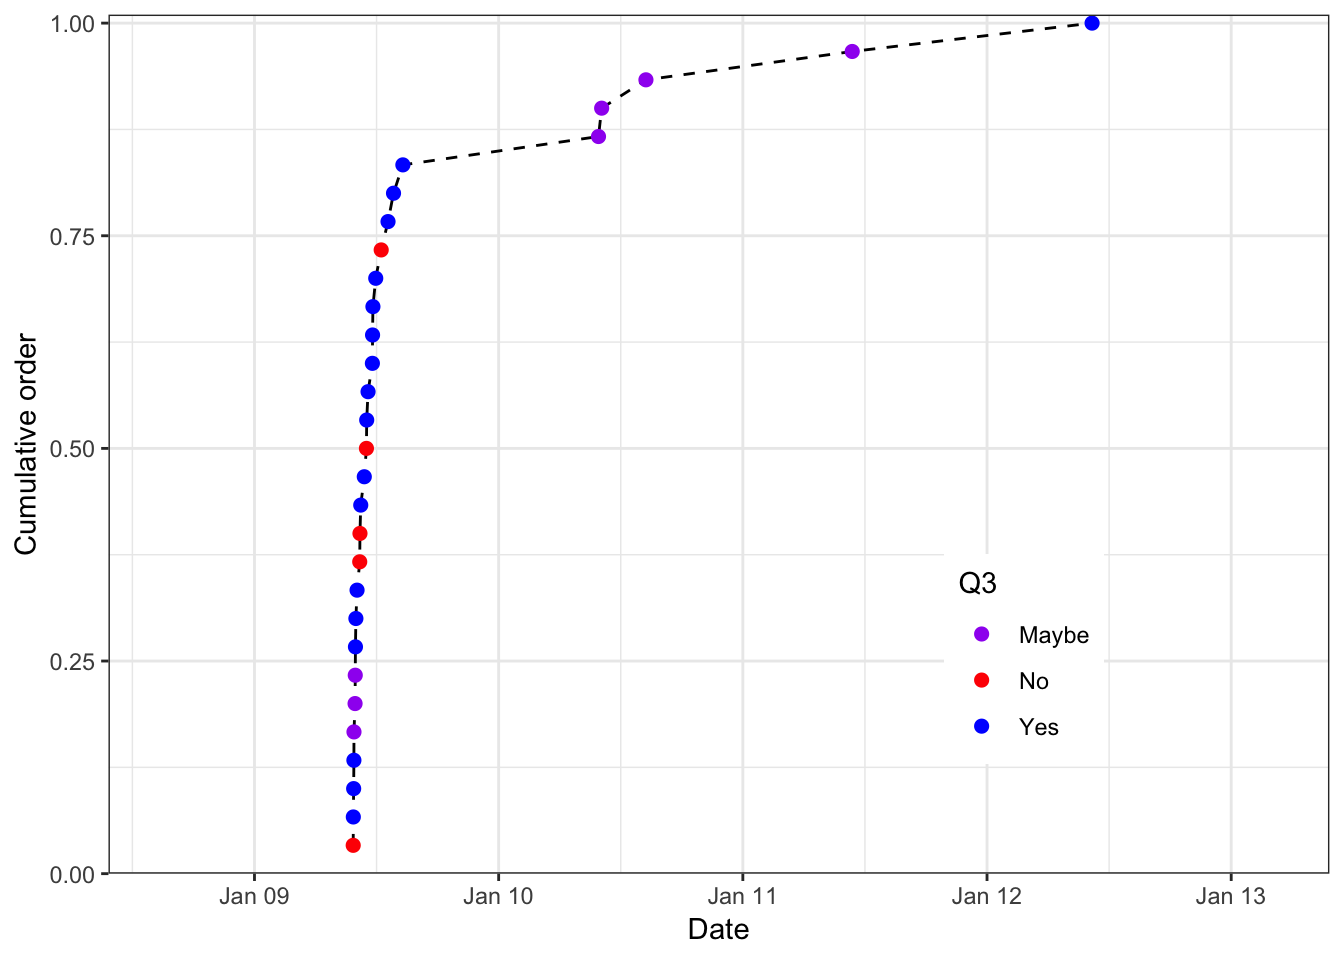 1.00
0.75
0.50
0.25
0.00
Cumulative order
Q3
Maybe
No
Yes
Jan 09 Jan 10 Jan 11 Jan 12 Jan 13
Date